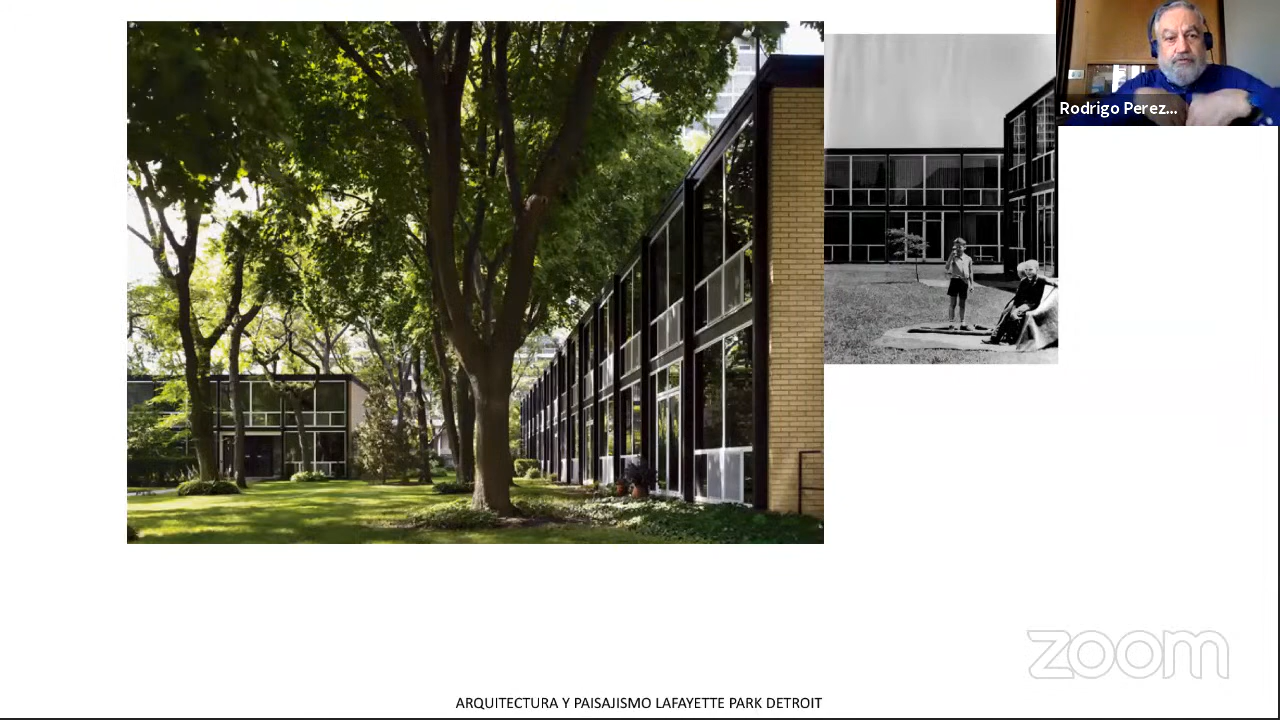 Rodrigo Perez...
zoom
ARQUITECTURA Y PAISAJISMO LAFAYETTE PARK DETROIT